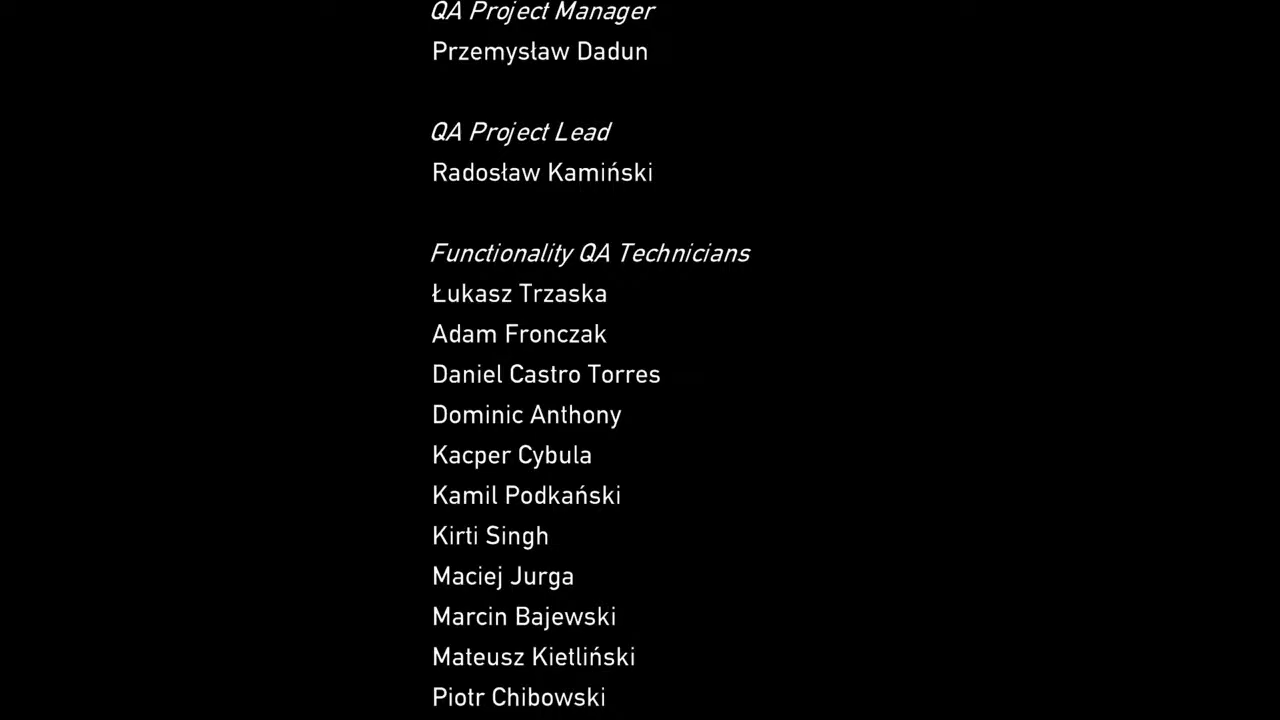 QA Project Manager
Przemysław Dadun
QA Project Lead
Radosław Kamiński
Functionality QA Technicians
Łukasz Trzaska
Adam Fronczak
Daniel Castro Torres
Dominic Anthony
Kacper Cybula
Kamil Podkański
Kirti Singh
Maciej Jurga
Marcin Bajewski
Mateusz Kietliński
Piotr Chibowski